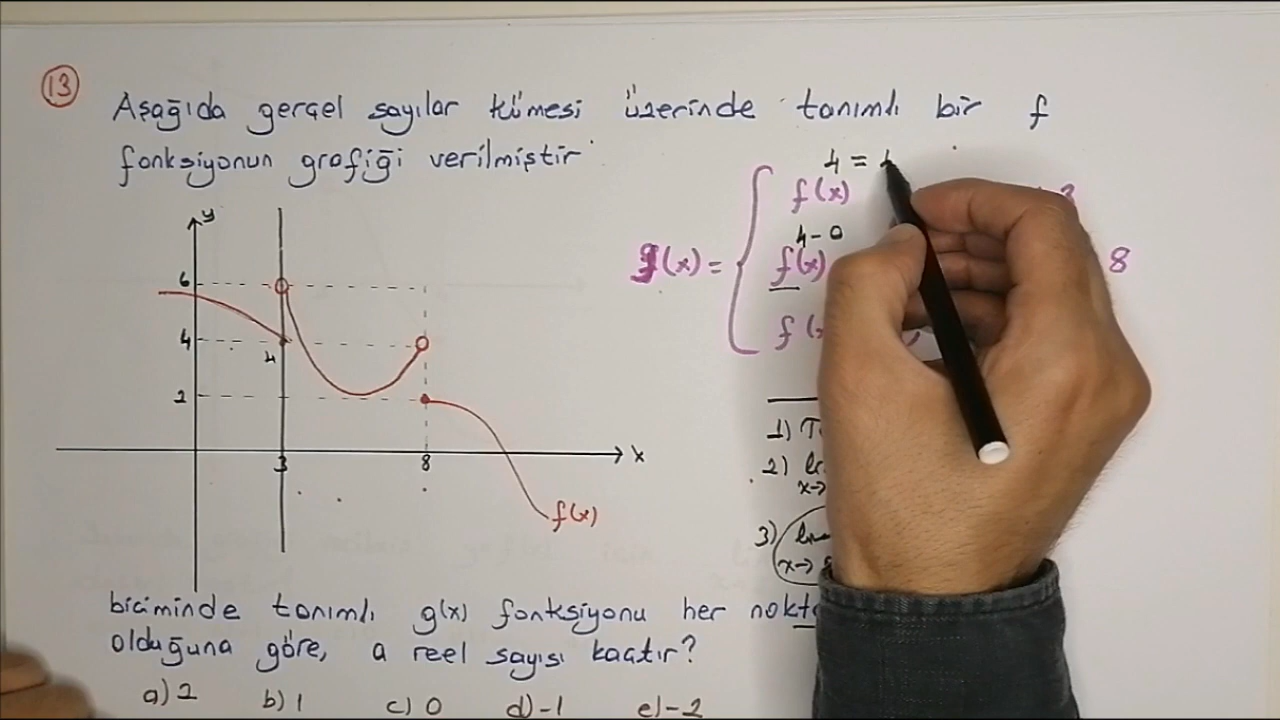 13
Aşağıda gerçel sayılar kümesi üzerinde tanımlı bir f
fonksiyonun grafiği verilmiştir
4 =
f(x)
3
4-0
g(x) =
f(x)
8
f(x
y
6
4
4
2
3
8
x
f(x)
1) T
2)
x→
3)
x→
biçiminde tanımlı g(x) fonksiyonu her
olduğuna göre, a reel sayısı kaçtır?
a) 2 b) 1 c) 0 d) -1 e) -2